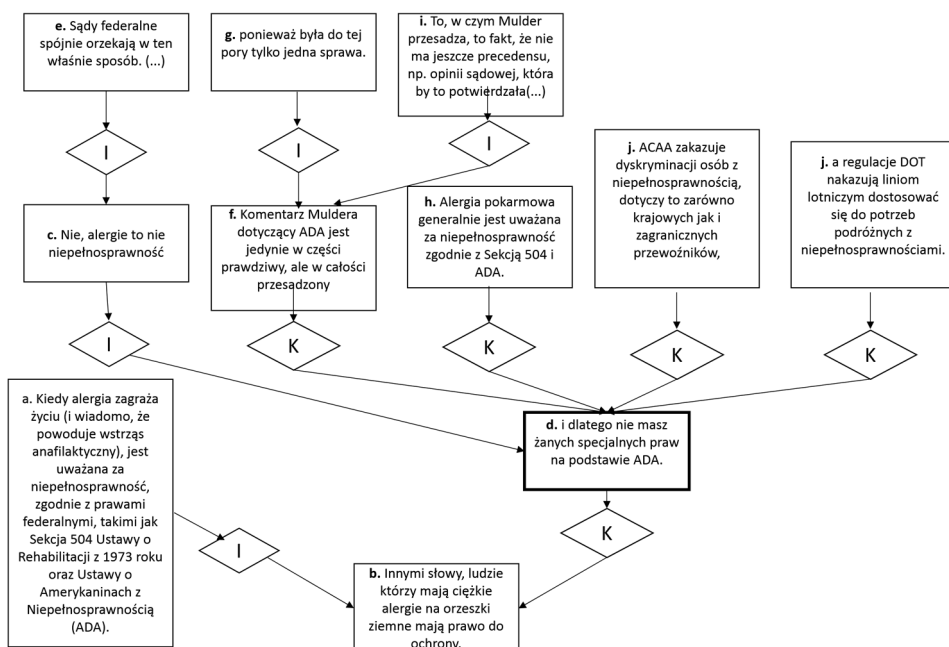 e. Sądy federalne
spójnie orzekają w ten
właśnie sposób. (...)
g. ponieważ była do tej
pory tylko jedna sprawa.
i. To, w czym Mulder
przesadza, to fakt, że nie
ma jeszcze precedensu,
np. opinii sądowej, która
by to potwierdzała(...)
I
I
I
j. ACAA zakazuje
dyskryminacji osób z
niepełnosprawnością,
dotyczy to zarówno
krajowych jak i
zagranicznych
przewoźników,
j. a regulacje DOT
nakazują liniom
lotniczym dostosować
się do potrzeb
podróżnych z
niepełnosprawnościami.
c. Nie, alergie to nie
niepełnosprawność
f. Komentarz Muldera
dotyczący ADA jest
jedynie w części
prawdziwy, ale w całości
przesadzony
h. Alergia pokarmowa
generalnie jest uważana
za niepełnosprawność
zgodnie z Sekcją 504 i
ADA.
I
K
K
K
K
a. Kiedy alergia zagraża
życiu (i wiadomo, że
powoduje wstrząs
anafilaktyczny), jest
uważana za
niepełnosprawność,
zgodnie z prawami
federalnymi, takimi jak
Sekcja 504 Ustawy o
Rehabilitacji z 1973 roku
oraz Ustawy o
Amerykaninach z
Niepełnosprawnością
(ADA).
d. i dlatego nie masz
żanych specjalnych praw
na podstawie ADA.
I
K
b. Innymi słowy, ludzie
którzy mają ciężkie
alergie na orzeszki
ziemne mają prawo do
ochrony.